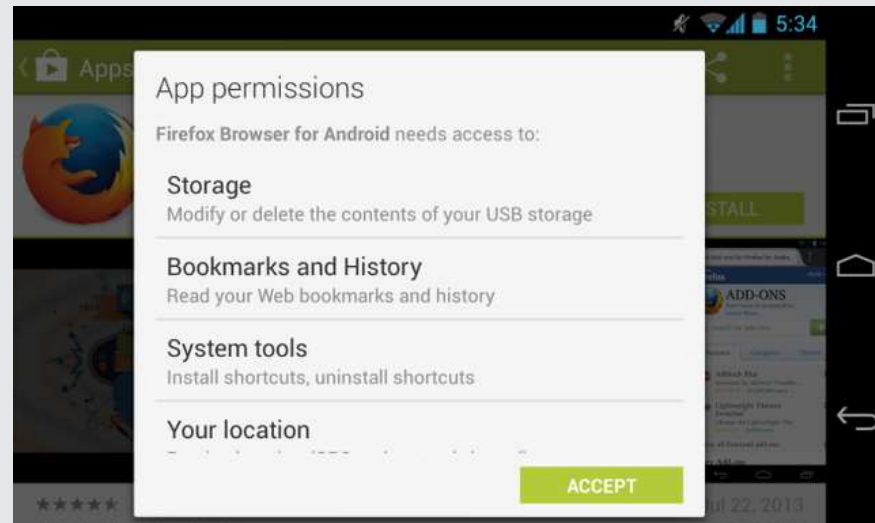 5:34
Apps
App permissions
Firefox Browser for Android needs access to:
STALL
Storage
Modify or delete the contents of your USB storage
Bookmarks and History
Read your Web bookmarks and history
ADD-ONS
System tools
Install shortcuts, uninstall shortcuts
Your location
ACCEPT
Jul 22, 2013